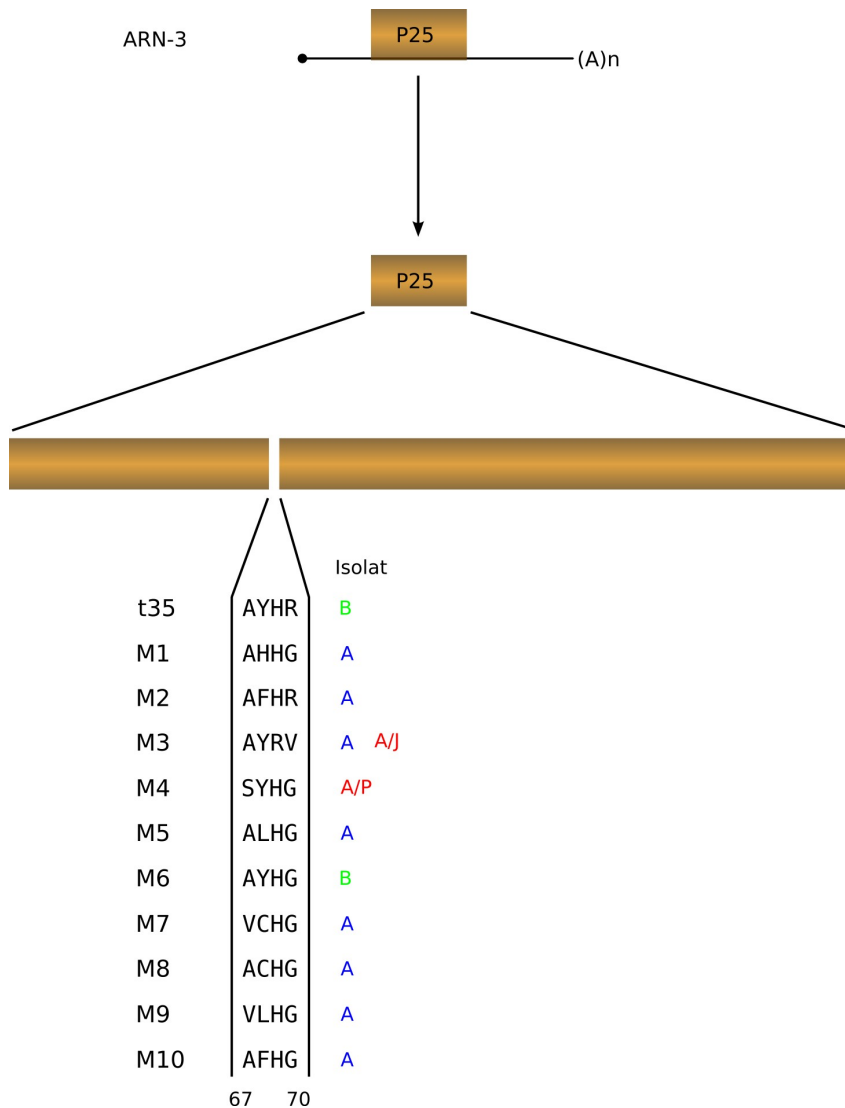 P25
ARN-3
(A)n
P25
Isolat
t35 AYHR B
M1 AHHG A
M2 AFHR A
M3 AYRV A A/J
M4 SYHG A/P
M5 ALHG A
M6 AYHG B
M7 VCHG A
M8 ACHG A
M9 VLHG A
M10 AFHG A
67 70